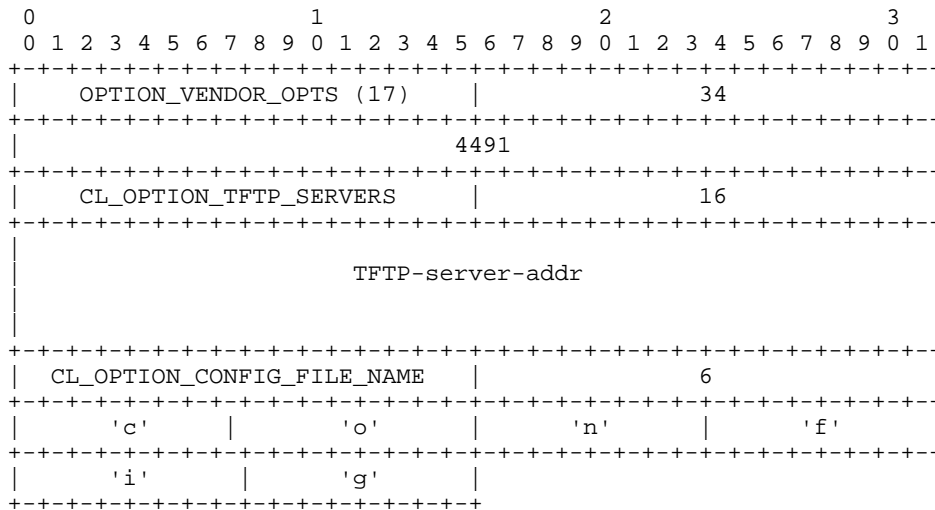 0                   1                   2                   3
0 1 2 3 4 5 6 7 8 9 0 1 2 3 4 5 6 7 8 9 0 1 2 3 4 5 6 7 8 9 0 1
+-+-+-+-+-+-+-+-+-+-+-+-+-+-+-+-+-+-+-+-+-+-+-+-+-+-+-+-+-+-+-+--
|    OPTION_VENDOR_OPTS (17)    |               34
+-+-+-+-+-+-+-+-+-+-+-+-+-+-+-+-+-+-+-+-+-+-+-+-+-+-+-+-+-+-+-+--
|                              4491
+-+-+-+-+-+-+-+-+-+-+-+-+-+-+-+-+-+-+-+-+-+-+-+-+-+-+-+-+-+-+-+--
|    CL_OPTION_TFTP_SERVERS     |               16
+-+-+-+-+-+-+-+-+-+-+-+-+-+-+-+-+-+-+-+-+-+-+-+-+-+-+-+-+-+-+-+--
|
|                       TFTP-server-addr
|
|
+-+-+-+-+-+-+-+-+-+-+-+-+-+-+-+-+-+-+-+-+-+-+-+-+-+-+-+-+-+-+-+--
|  CL_OPTION_CONFIG_FILE_NAME   |               6
+-+-+-+-+-+-+-+-+-+-+-+-+-+-+-+-+-+-+-+-+-+-+-+-+-+-+-+-+-+-+-+--
|      'c'      |       'o'     |      'n'      |      'f'
+-+-+-+-+-+-+-+-+-+-+-+-+-+-+-+-+-+-+-+-+-+-+-+-+-+-+-+-+-+-+-+--
|      'i'       |      'g'     |
+-+-+-+-+-+-+-+-+-+-+-+-+-+-+-+-+